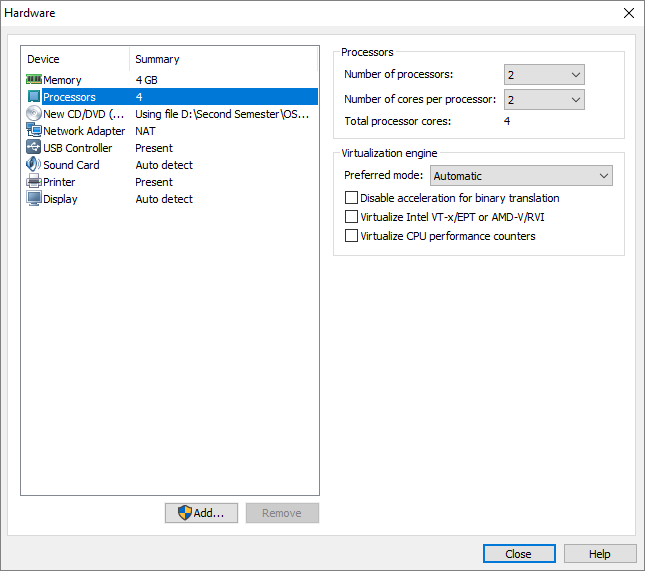 Hardware
Device Summary
Memory 4 GB
Processors 4
New CD/DVD (... Using file D:\Second Semester\OS...
Network Adapter NAT
USB Controller Present
Sound Card Auto detect
Printer Present
Display Auto detect
Add... Remove
Processors
Number of processors: 2
Number of cores per processor: 2
Total processor cores: 4
Virtualization engine
Preferred mode: Automatic
Disable acceleration for binary translation
Virtualize Intel VT-x/EPT or AMD-V/RVI
Virtualize CPU performance counters
Close Help